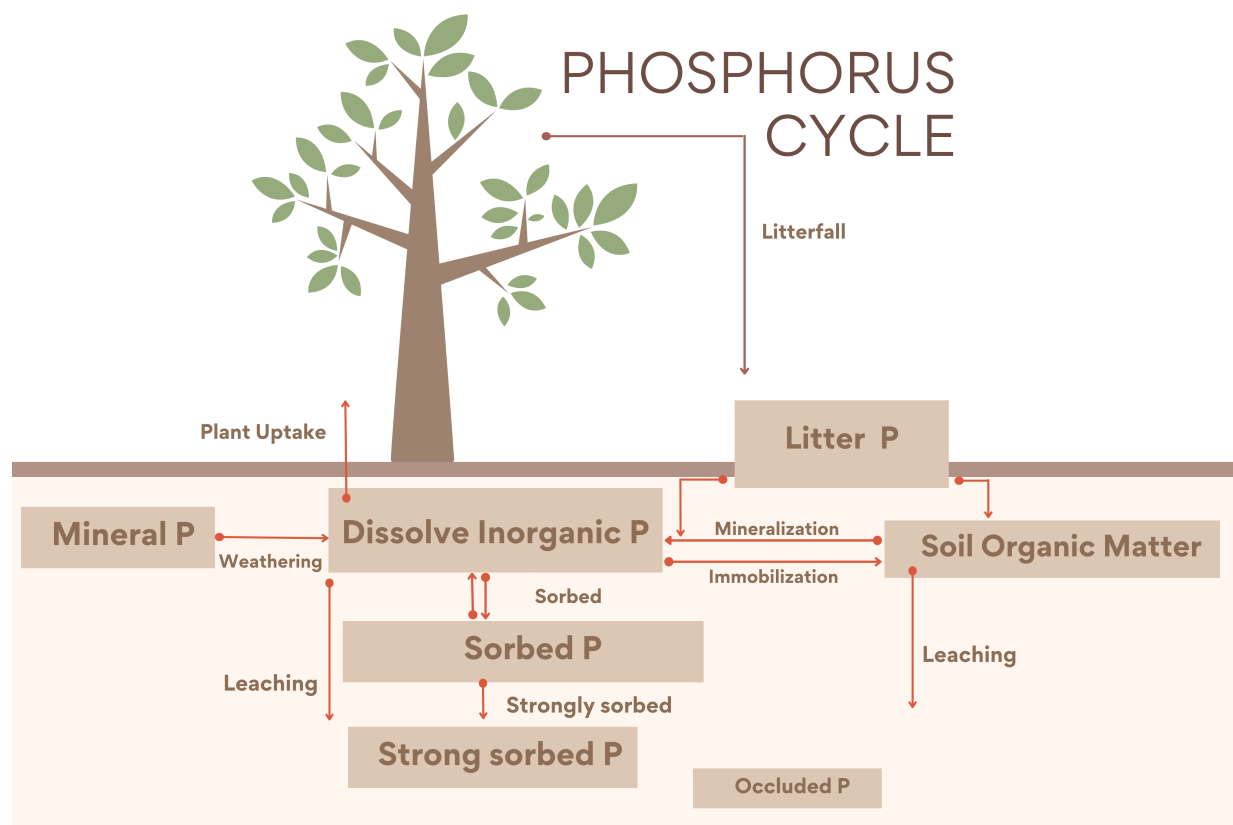 PHOSPHORUS
CYCLE
Litterfall
Plant Uptake
Litter P
Mineral P
Weathering
Dissolve Inorganic P
Mineralization
Immobilization
Soil Organic Matter
Sorbed
Sorbed P
Leaching
Leaching
Strongly sorbed
Strong sorbed P
Occluded P